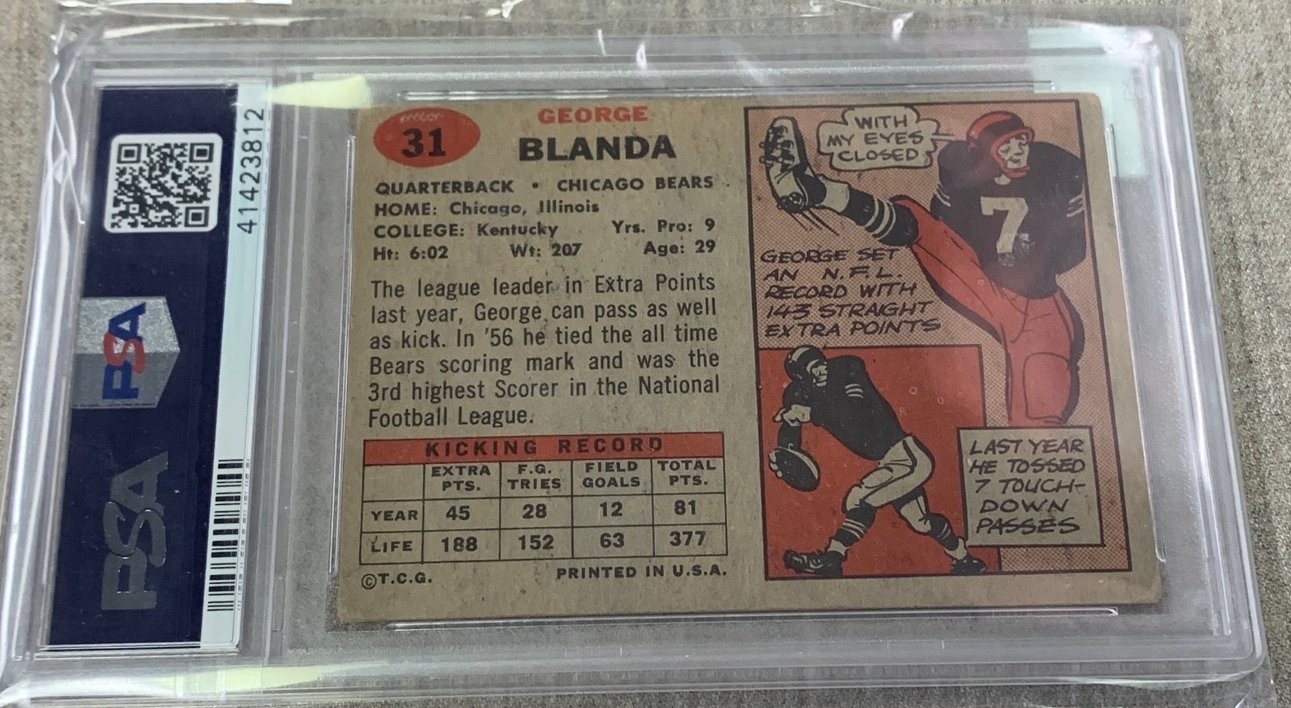 41423812
PSA
PSA
31
GEORGE
BLANDA
QUARTERBACK • CHICAGO BEARS
HOME: Chicago, Illinois
COLLEGE: Kentucky Yrs. Pro: 9
Ht: 6:02 Wt: 207 Age: 29
The league leader in Extra Points
last year, George can pass as well
as kick. In '56 he tied the all time
Bears scoring mark and was the
3rd highest Scorer in the National
Football League.
KICKING RECORD
EXTRA PTS. F.G. TRIES FIELD GOALS TOTAL PTS.
YEAR 45 28 12 81
LIFE 188 152 63 377
©T.C.G. PRINTED IN U.S.A.
WITH
MY EYES
CLOSED
7
GEORGE SET
AN N.F.L.
RECORD WITH
143 STRAIGHT
EXTRA POINTS
LAST YEAR
HE TOSSED
7 TOUCH-
DOWN
PASSES